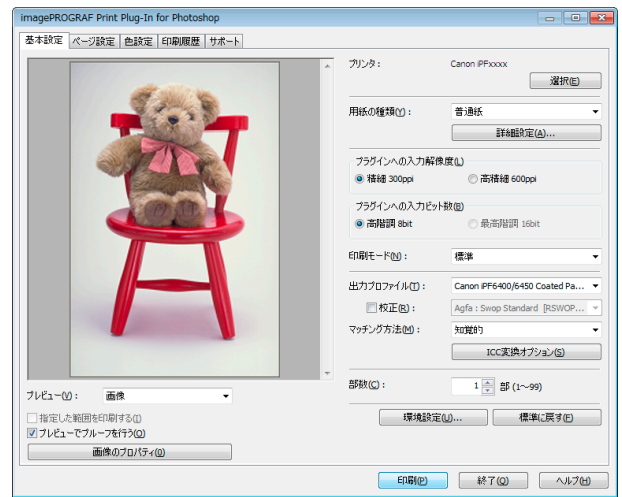 imagePROGRAF Print Plug-In for Photoshop
基本設定 ページ設定 色設定 印刷履歴 サポート
プリンタ： Canon iPFxxxx
選択(E)
用紙の種類(Y)： 普通紙
詳細設定(A)...
プラグインへの入力解像度(L)
精細 300ppi 高精細 600ppi
プラグインへの入力ビット数(B)
高階調 8bit 最高階調 16bit
印刷モード(N)： 標準
出力プロファイル(T)： Canon iPF6400/6450 Coated Pa...
校正(R)： Agfa : Swop Standard [RSWOP...
マッチング方法(M)： 知覚的
ICC変換オプション(S)
部数(C)： 1 部 (1～99)
プレビュー(V)： 画像
指定した範囲を印刷する(I)
プレビューでプルーフを行う(O)
画像のプロパティ(0)
環境設定(U)... 標準に戻す(F)
印刷(P) 終了(Q) ヘルプ(H)